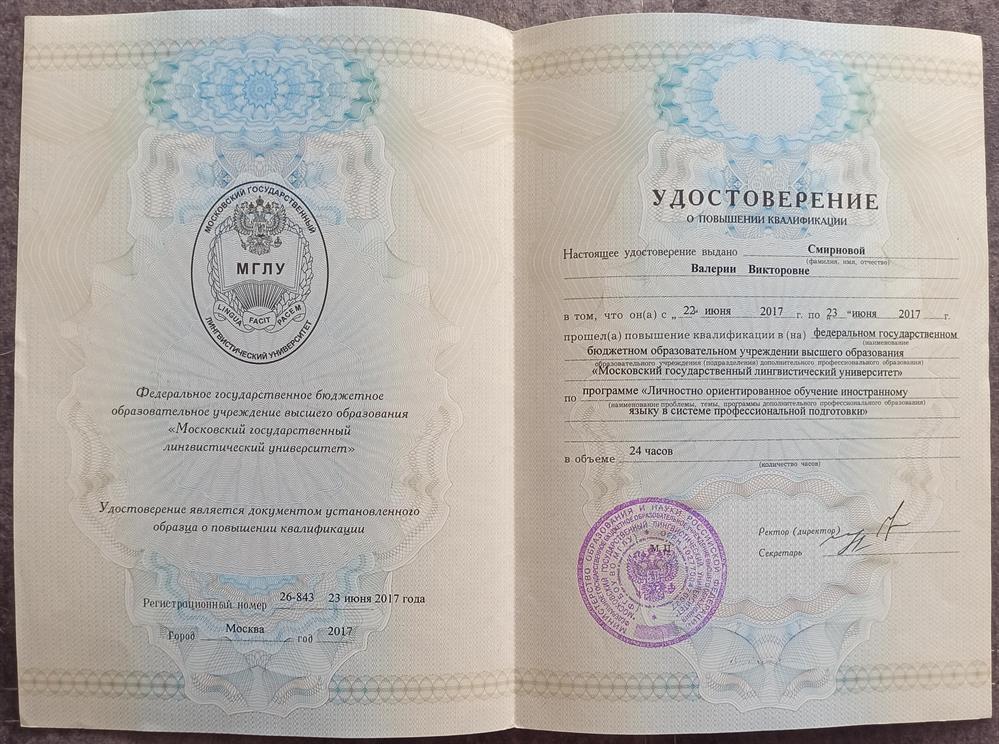 МОСКОВСКИЙ ГОСУДАРСТВЕННЫЙ
МГЛУ
LINGUA FACIT PACEM
ЛИНГВИСТИЧЕСКИЙ УНИВЕРСИТЕТ
Федеральное государственное бюджетное
образовательное учреждение высшего образования
«Московский государственный
лингвистический университет»
Удостоверение является документом установленного
образца о повышении квалификации
Регистрационный номер 26-843 23 июня 2017 года
Город Москва год 2017
УДОСТОВЕРЕНИЕ
О ПОВЫШЕНИИ КВАЛИФИКАЦИИ
Настоящее удостоверение выдано Смирновой
(фамилия, имя, отчество)
Валерии Викторовне
в том, что он(а) с „ 22 “ июня 2017 г. по „ 23 “ июня 2017 г.
прошел(а) повышение квалификации в (на) федеральном государственном
(наименование
бюджетном образовательном учреждении высшего образования
образовательного учреждения (подразделения) дополнительного профессионального образования)
«Московский государственный лингвистический университет»
по программе «Личностно ориентированное обучение иностранному
(наименование проблемы, темы, программы дополнительного профессионального образования)
языку в системе профессиональной подготовки»
в объеме 24 часов
(количество часов)
МИНИСТЕРСТВО ОБРАЗОВАНИЯ И НАУКИ РОССИЙСКОЙ ФЕДЕРАЦИИ
М.П.
Ректор (директор)
Секретарь